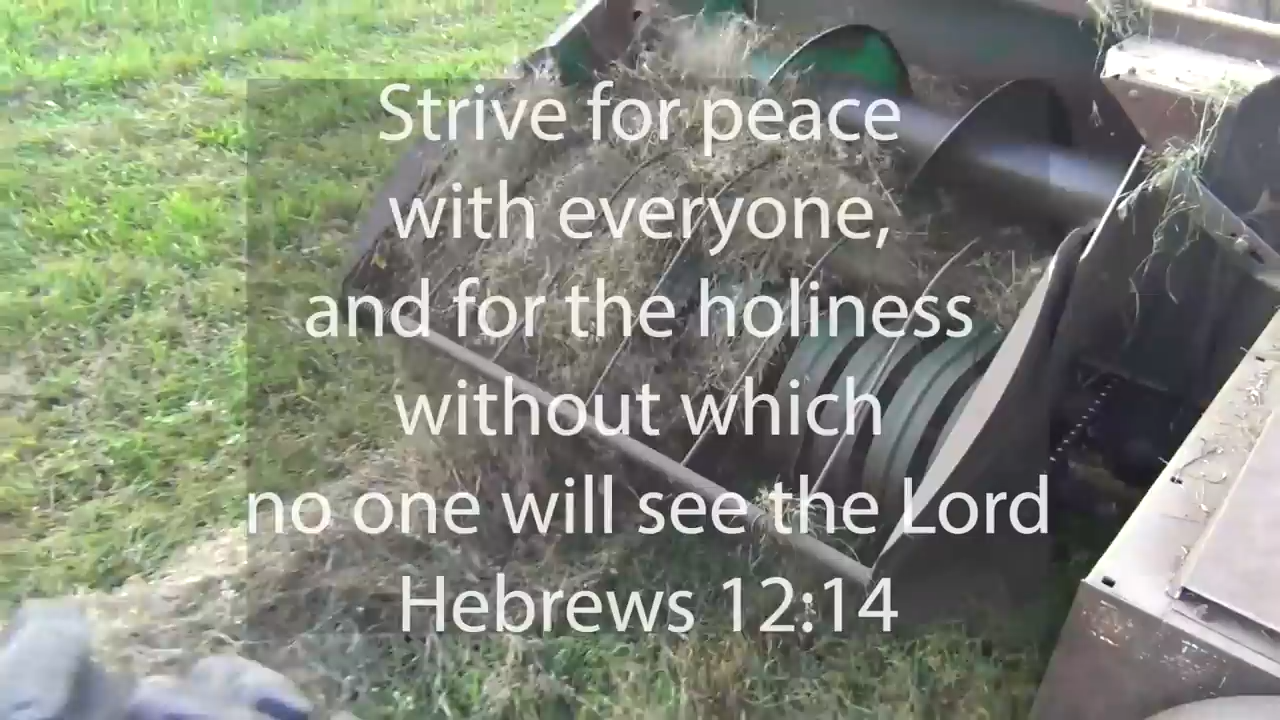 Strive for peace
with everyone,
and for the holiness
without which
no one will see the Lord
Hebrews 12:14